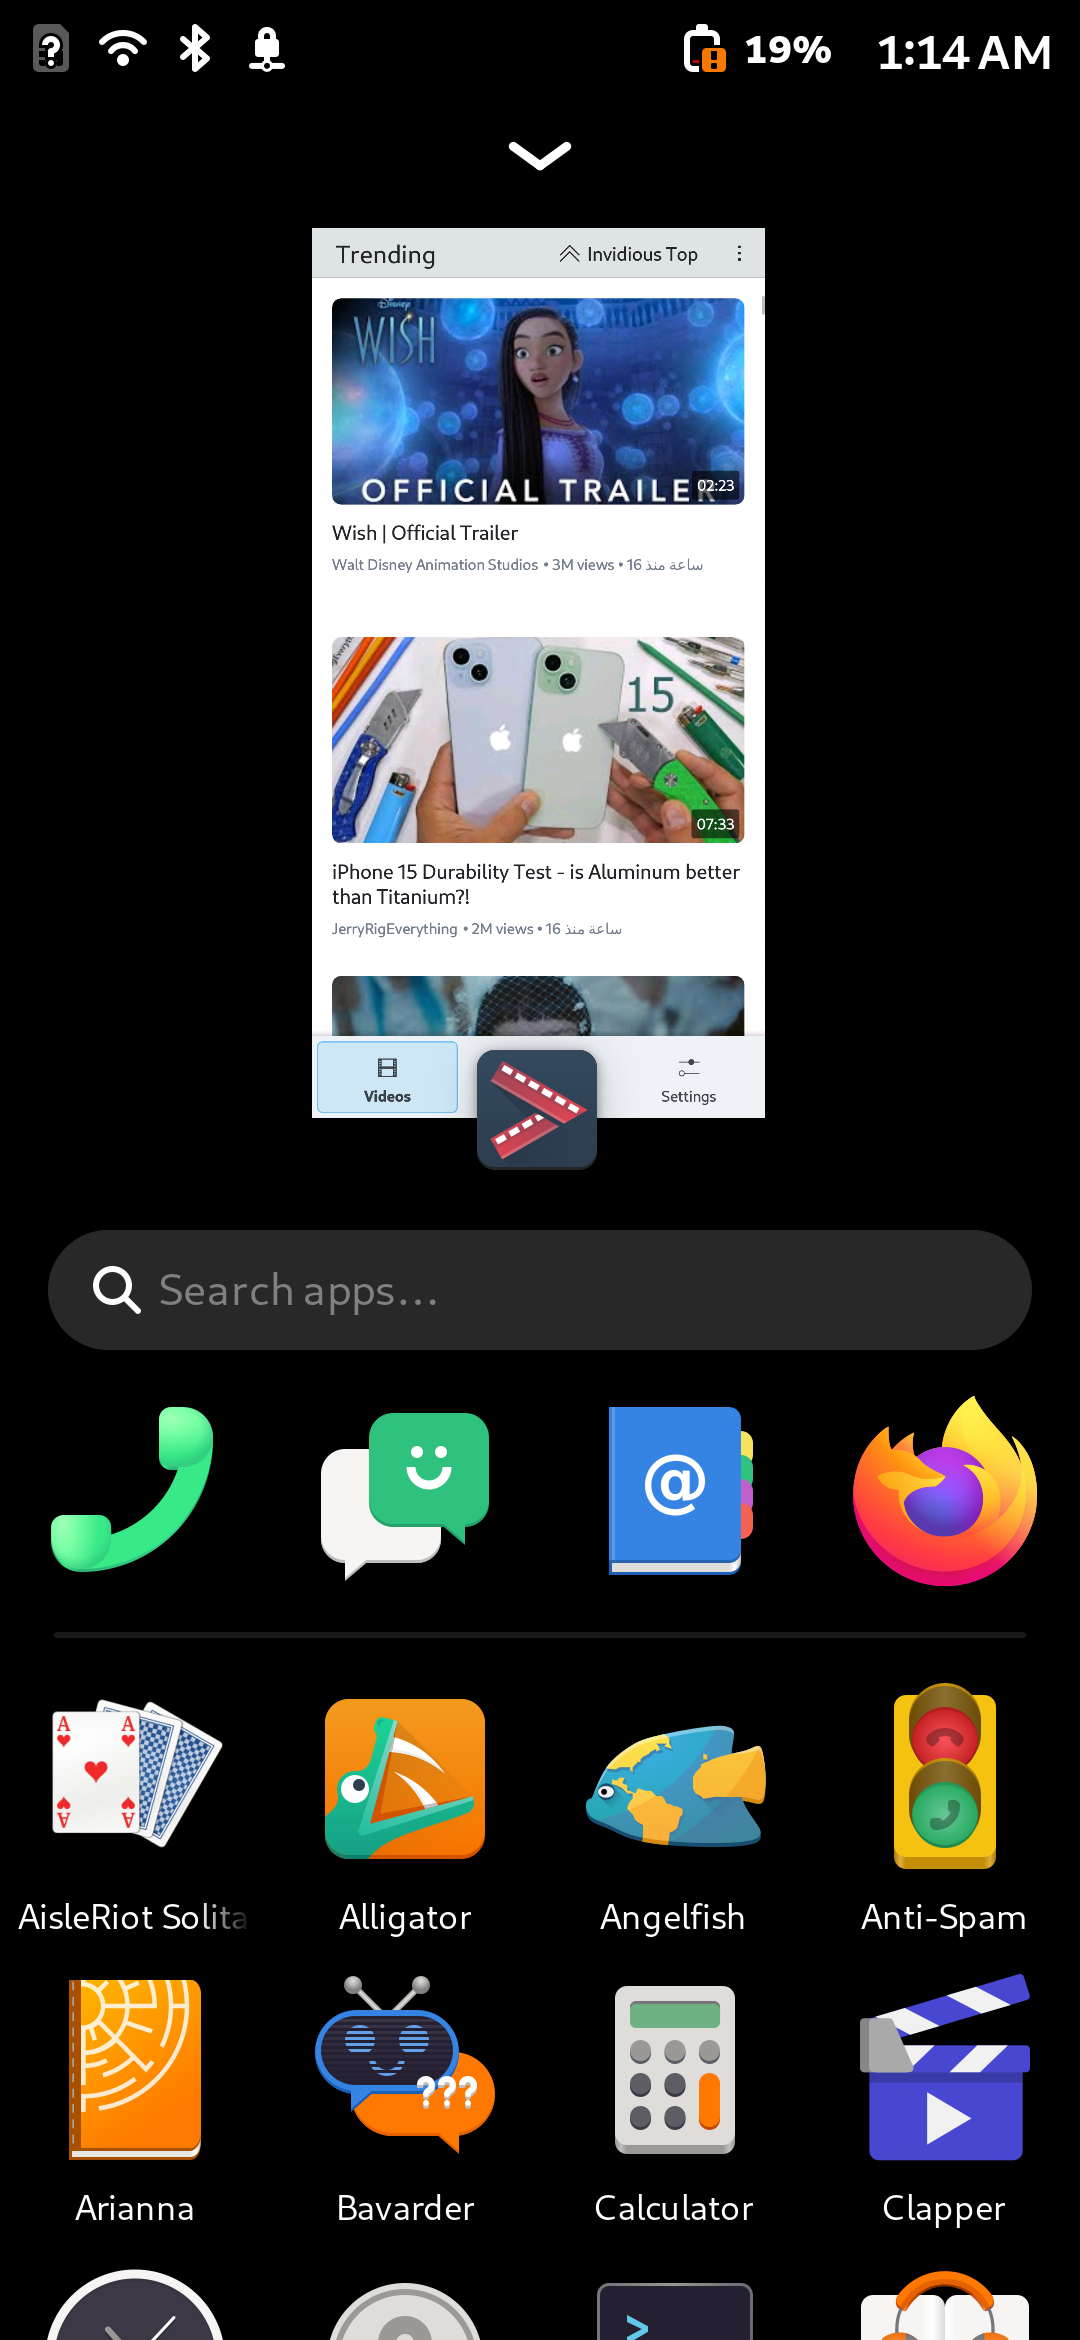 19% 1:14 AM
Trending Invidious Top
Disney
WISH
OFFICIAL TRAILER
02:23
Wish | Official Trailer
Walt Disney Animation Studios • 3M views • 16 ساعة منذ
15
07:33
iPhone 15 Durability Test - is Aluminum better
than Titanium?!
JerryRigEverything • 2M views • 16 ساعة منذ
Videos Settings
Search apps...
@
A A
A A
AisleRiot Solita
Alligator
Angelfish
Anti-Spam
???
Arianna
Bavarder
Calculator
Clapper
>